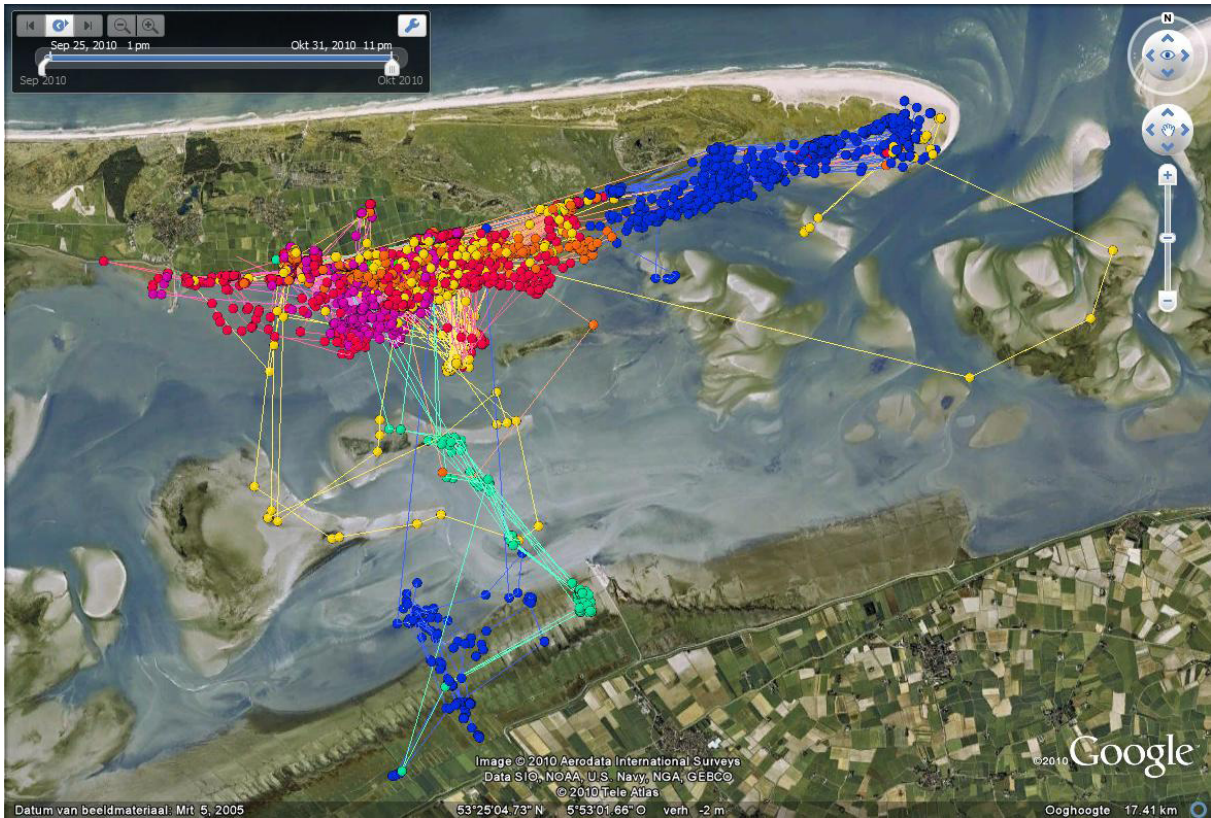 Sep 25, 2010 1 pm
Okt 31, 2010 11 pm
Sep 2010
Okt 2010
N
Image © 2010 Aerodata International Surveys
Data SIO, NOAA, U.S. Navy, NGA, GEBCO
© 2010 Tele Atlas
©2010 Google
Datum van beeldmateriaal: Mrt 5, 2005
53°25'04.73" N 5°53'01.66" O verh -2 m
Ooghoogte 17.41 km